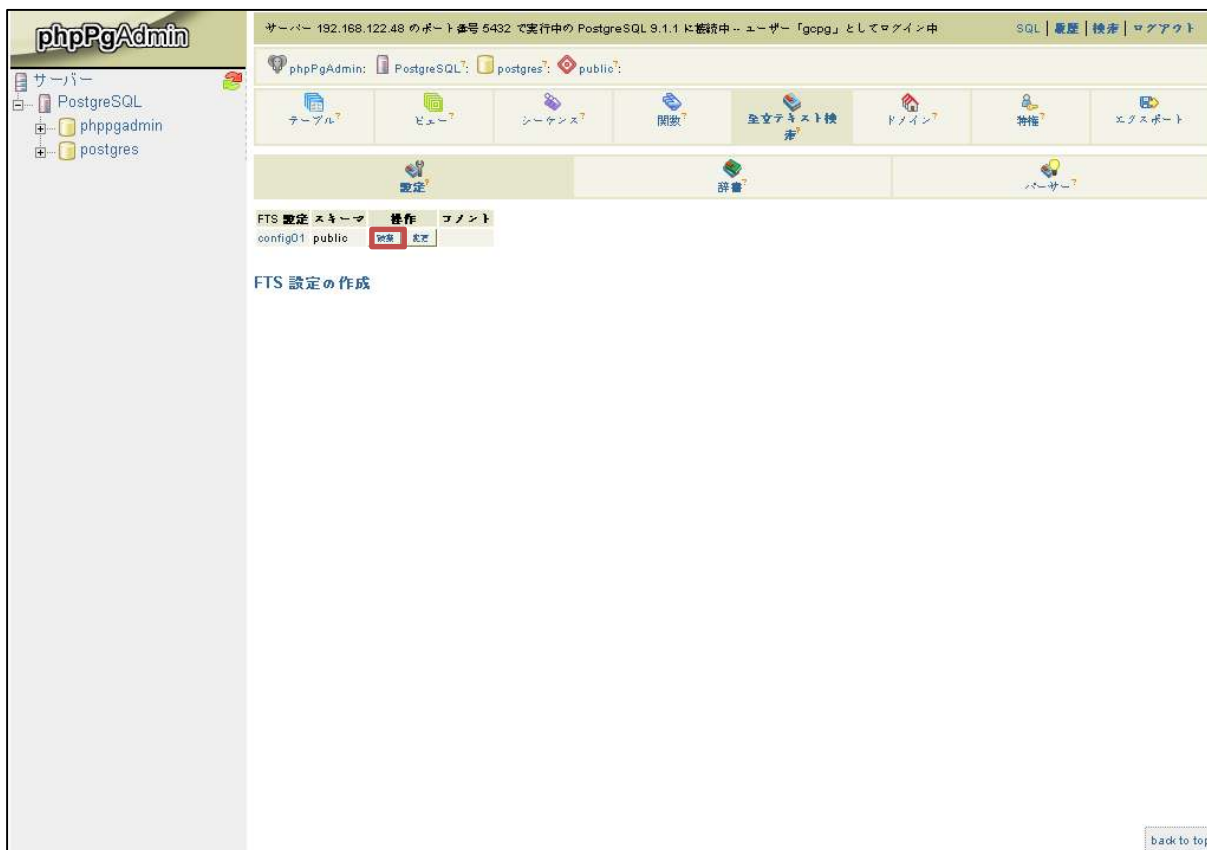 phpPgAdmin
サーバー
PostgreSQL
phppgadmin
postgres
サーバー 192.168.122.48 のポート番号 5432 で実行中の PostgreSQL 9.1.1 に接続中 -- ユーザー「gcpg」としてログイン中
SQL | 履歴 | 検索 | ログアウト
phpPgAdmin: PostgreSQL?: postgres?: public?:
テーブル? ビュー? シーケンス? 関数? 全文テキスト検索? ドメイン? 特権? エクスポート
設定? 辞書? パーサー?
FTS 設定 スキーマ 操作 コメント
config01 public 破棄 変更
FTS 設定の作成
back to top